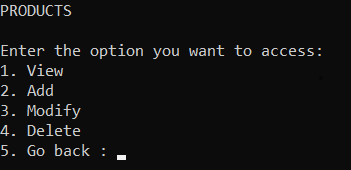 PRODUCTS
Enter the option you want to access:
1. View
2. Add
3. Modify
4. Delete
5. Go back :